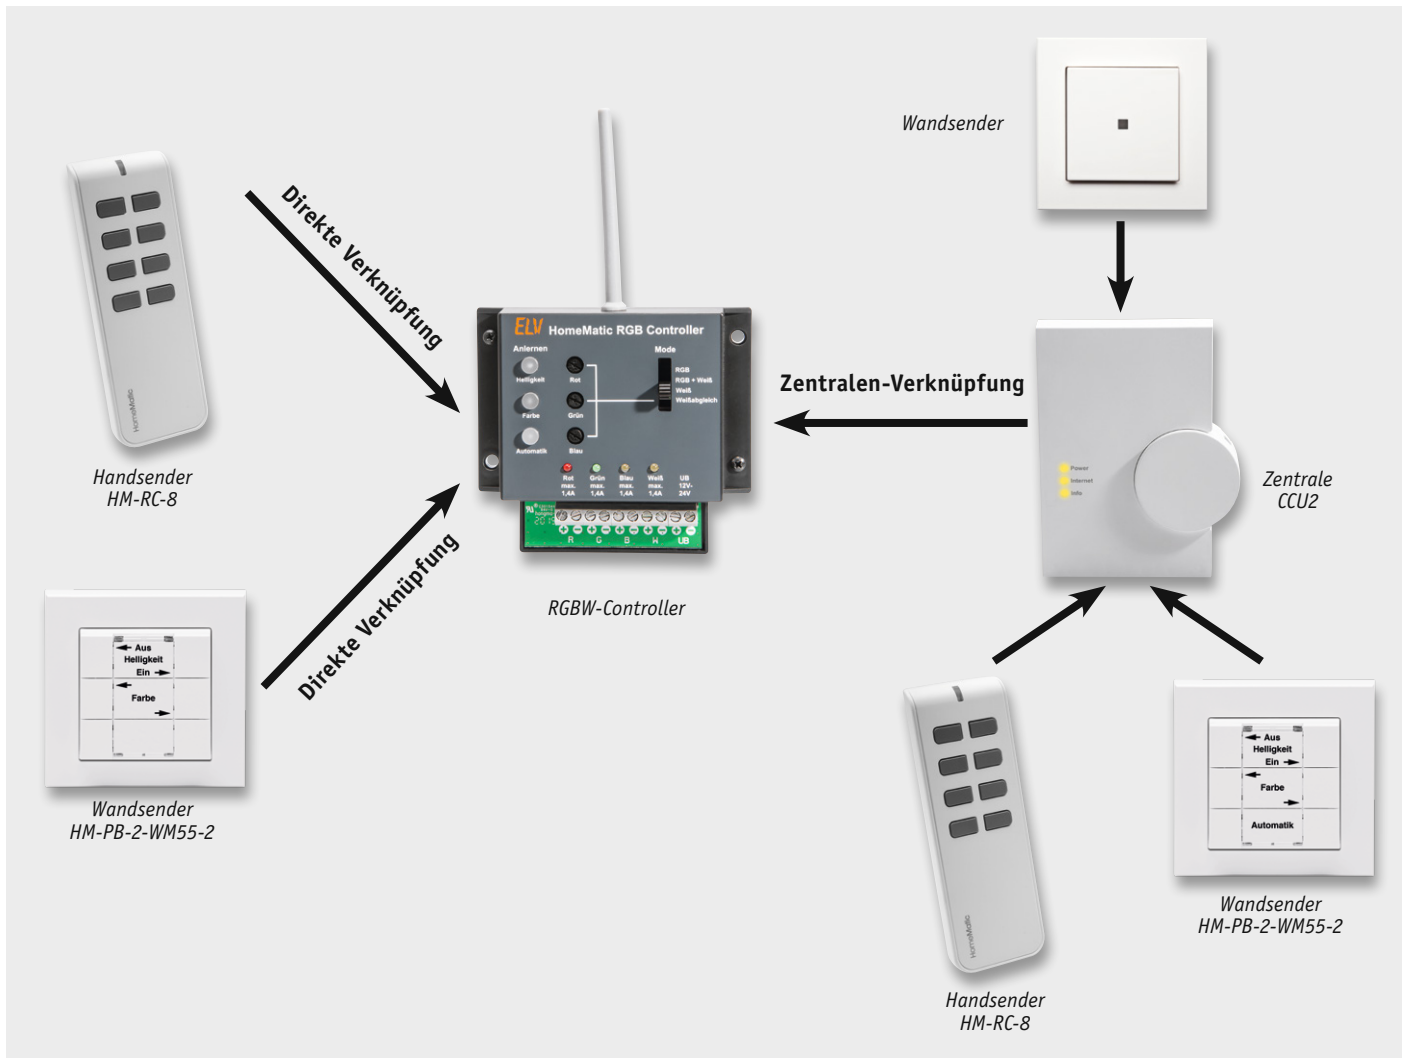 Wandsender
Direkte Verknüpfung
HomeMatic
Handsender
HM-RC-8
ELV HomeMatic RGB Controller
Anlernen
Mode
Helligkeit
Rot
RGB
RGB + Weiß
Weiß
Weißabgleich
Farbe
Grün
Automatik
Blau
Rot
max.
1,4A
Grün
max.
1,4A
Blau
max.
1,4A
Weiß
max.
1,4A
UB
12V-
24V
R G B W UB
RGBW-Controller
Zentralen-Verknüpfung
Power
Internet
Info
Zentrale
CCU2
Direkte Verknüpfung
← Aus
Helligkeit
Ein →
←
Farbe
→
Wandsender
HM-PB-2-WM55-2
HomeMatic
Handsender
HM-RC-8
← Aus
Helligkeit
Ein →
←
Farbe
→
Automatik
Wandsender
HM-PB-2-WM55-2